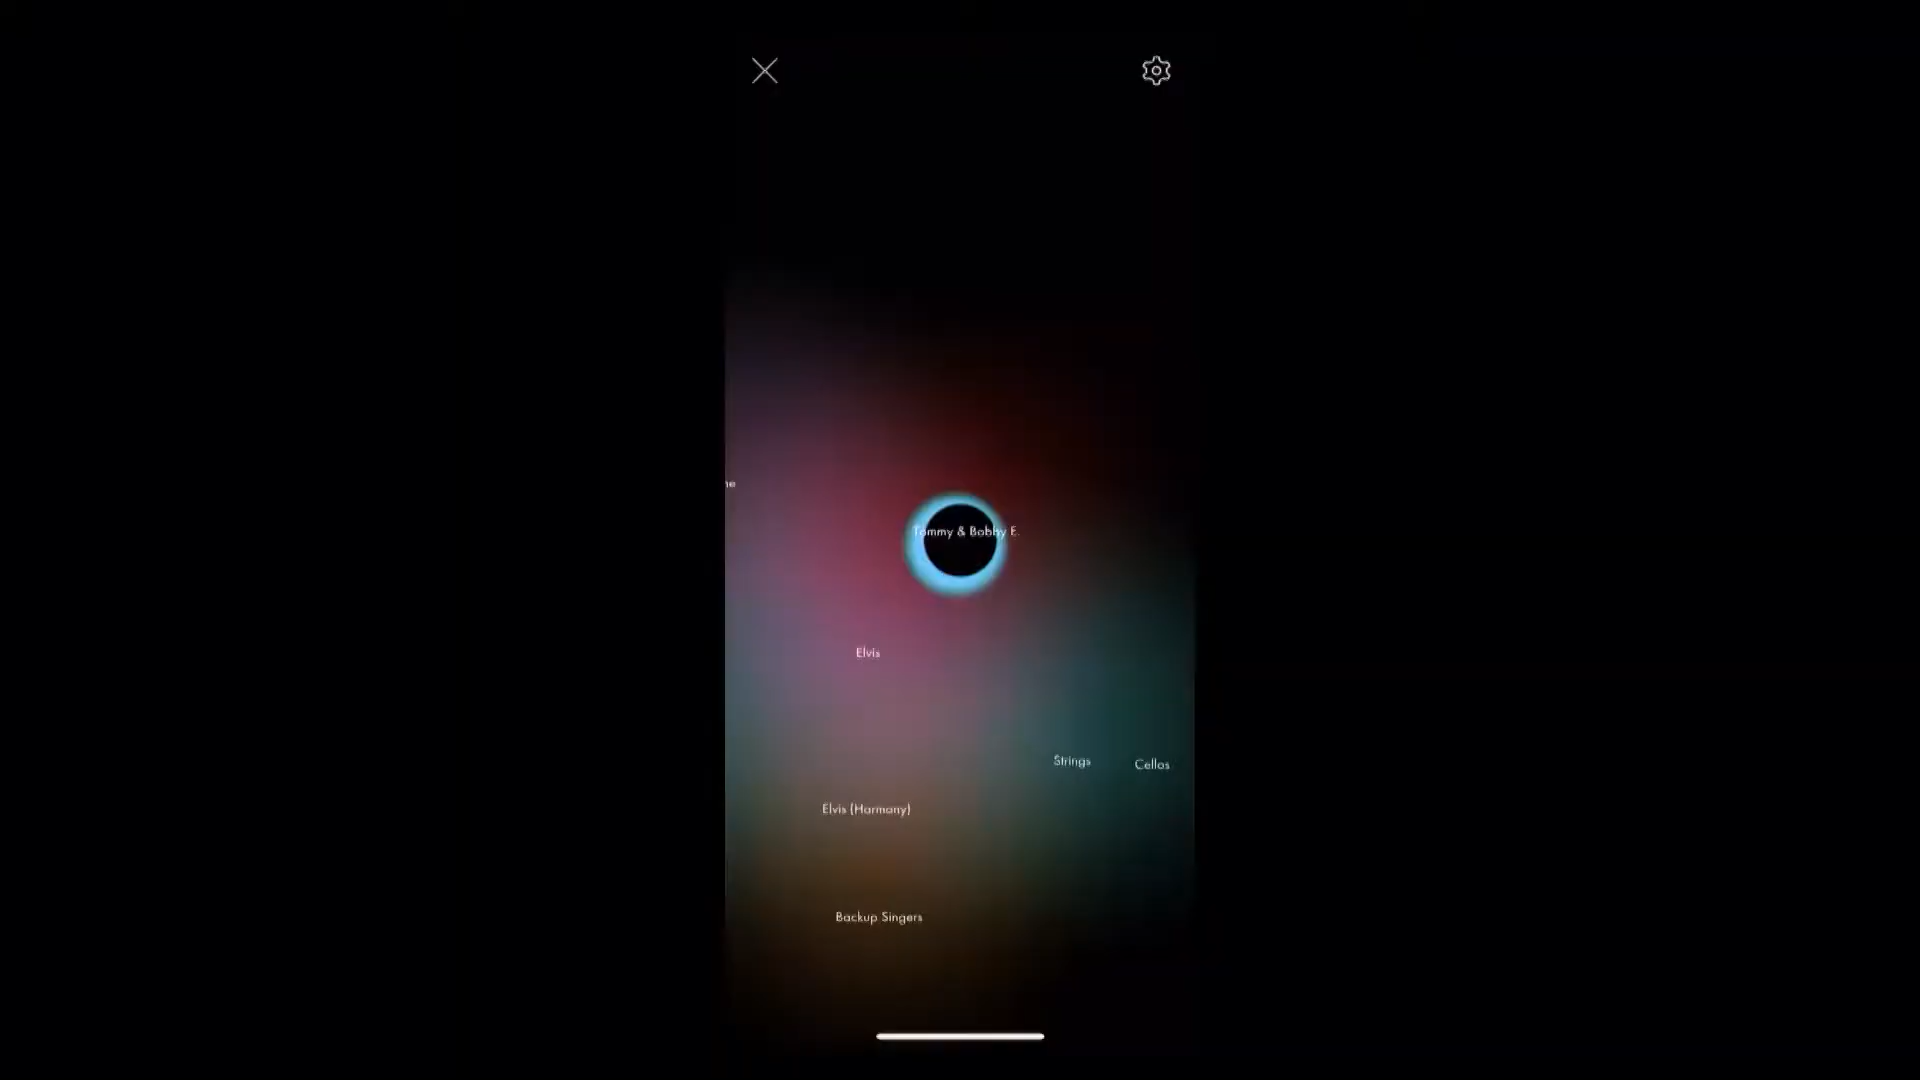 Tommy & Bobby E.
Elvis
Strings
Cellos
Elvis (Harmony)
Backup Singers